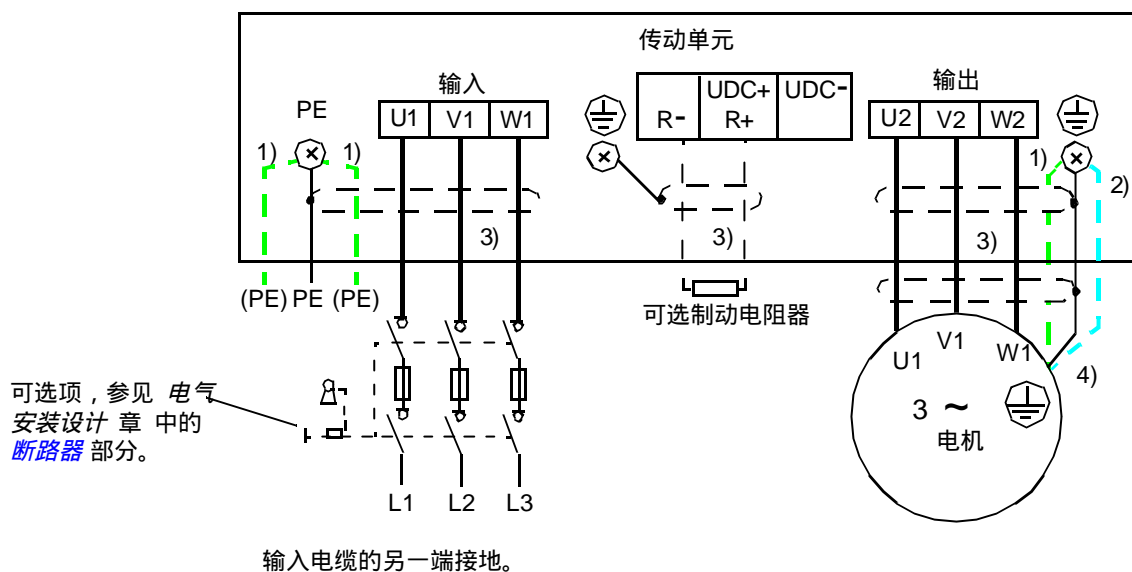 传动单元
输入
输出
PE
U1 V1 W1
R- UDC+ R+ UDC-
U2 V2 W2
1) 1)
1)
2)
3)
3)
3)
(PE) PE (PE)
可选制动电阻器
U1 V1 W1
4)
3 ~
电机
可选项，参见 电气
安装设计 章 中的
断路器 部分。
L1 L2 L3
输入电缆的另一端接地。